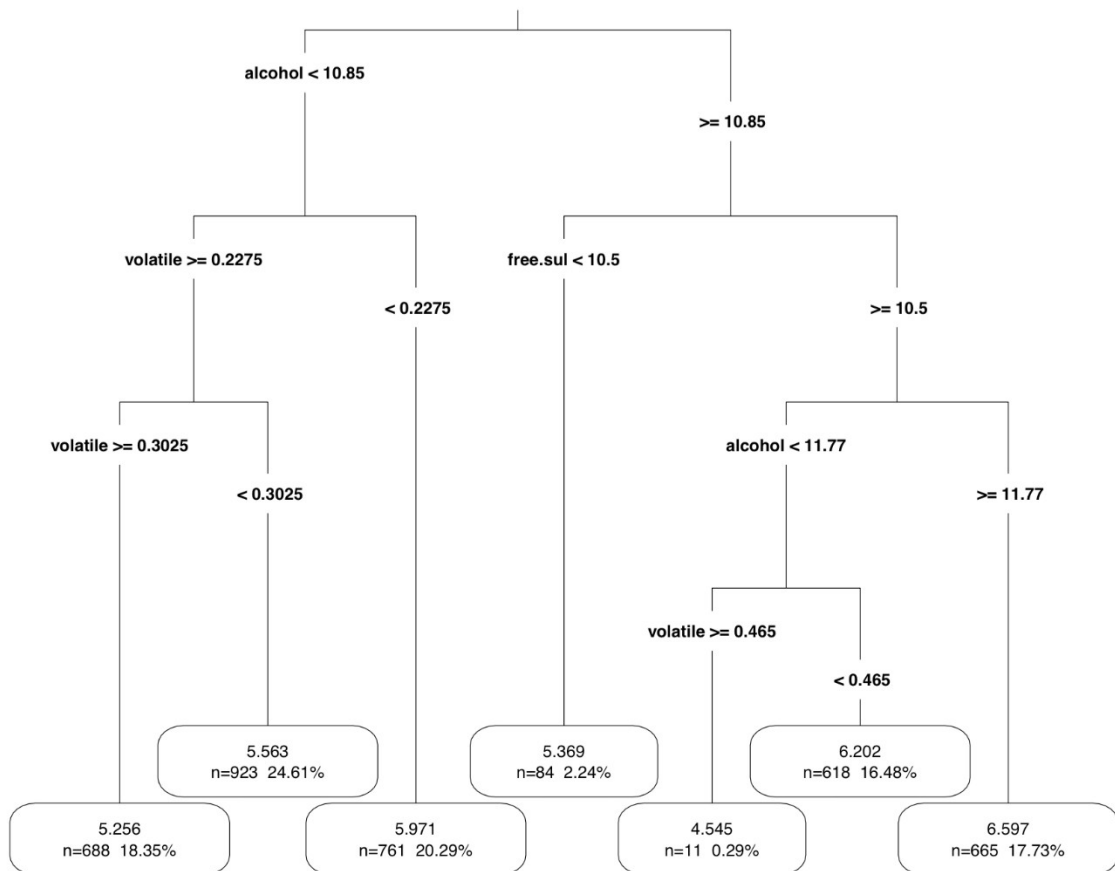 alcohol < 10.85
>= 10.85
volatile >= 0.2275
free.sul < 10.5
< 0.2275
>= 10.5
volatile >= 0.3025
alcohol < 11.77
< 0.3025
>= 11.77
volatile >= 0.465
< 0.465
5.563
n=923 24.61%
5.369
n=84 2.24%
6.202
n=618 16.48%
5.256
n=688 18.35%
5.971
n=761 20.29%
4.545
n=11 0.29%
6.597
n=665 17.73%